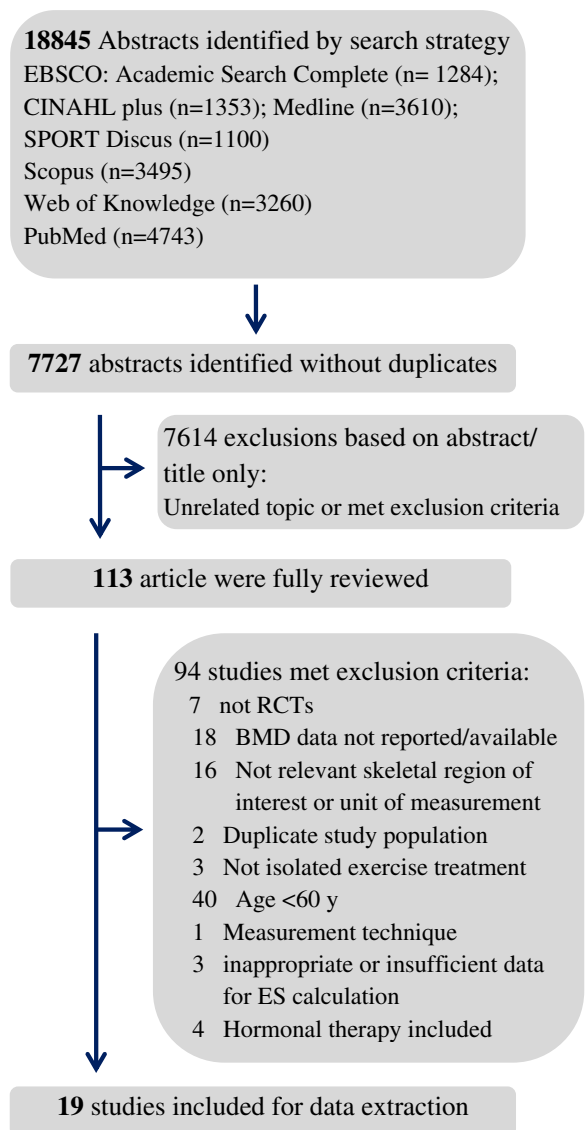 18845 Abstracts identified by search strategy
EBSCO: Academic Search Complete (n= 1284);
CINAHL plus (n=1353); Medline (n=3610);
SPORT Discus (n=1100)
Scopus (n=3495)
Web of Knowledge (n=3260)
PubMed (n=4743)
7727 abstracts identified without duplicates
7614 exclusions based on abstract/
title only:
Unrelated topic or met exclusion criteria
113 article were fully reviewed
94 studies met exclusion criteria:
7 not RCTs
18 BMD data not reported/available
16 Not relevant skeletal region of
interest or unit of measurement
2 Duplicate study population
3 Not isolated exercise treatment
40 Age <60 y
1 Measurement technique
3 inappropriate or insufficient data
for ES calculation
4 Hormonal therapy included
19 studies included for data extraction